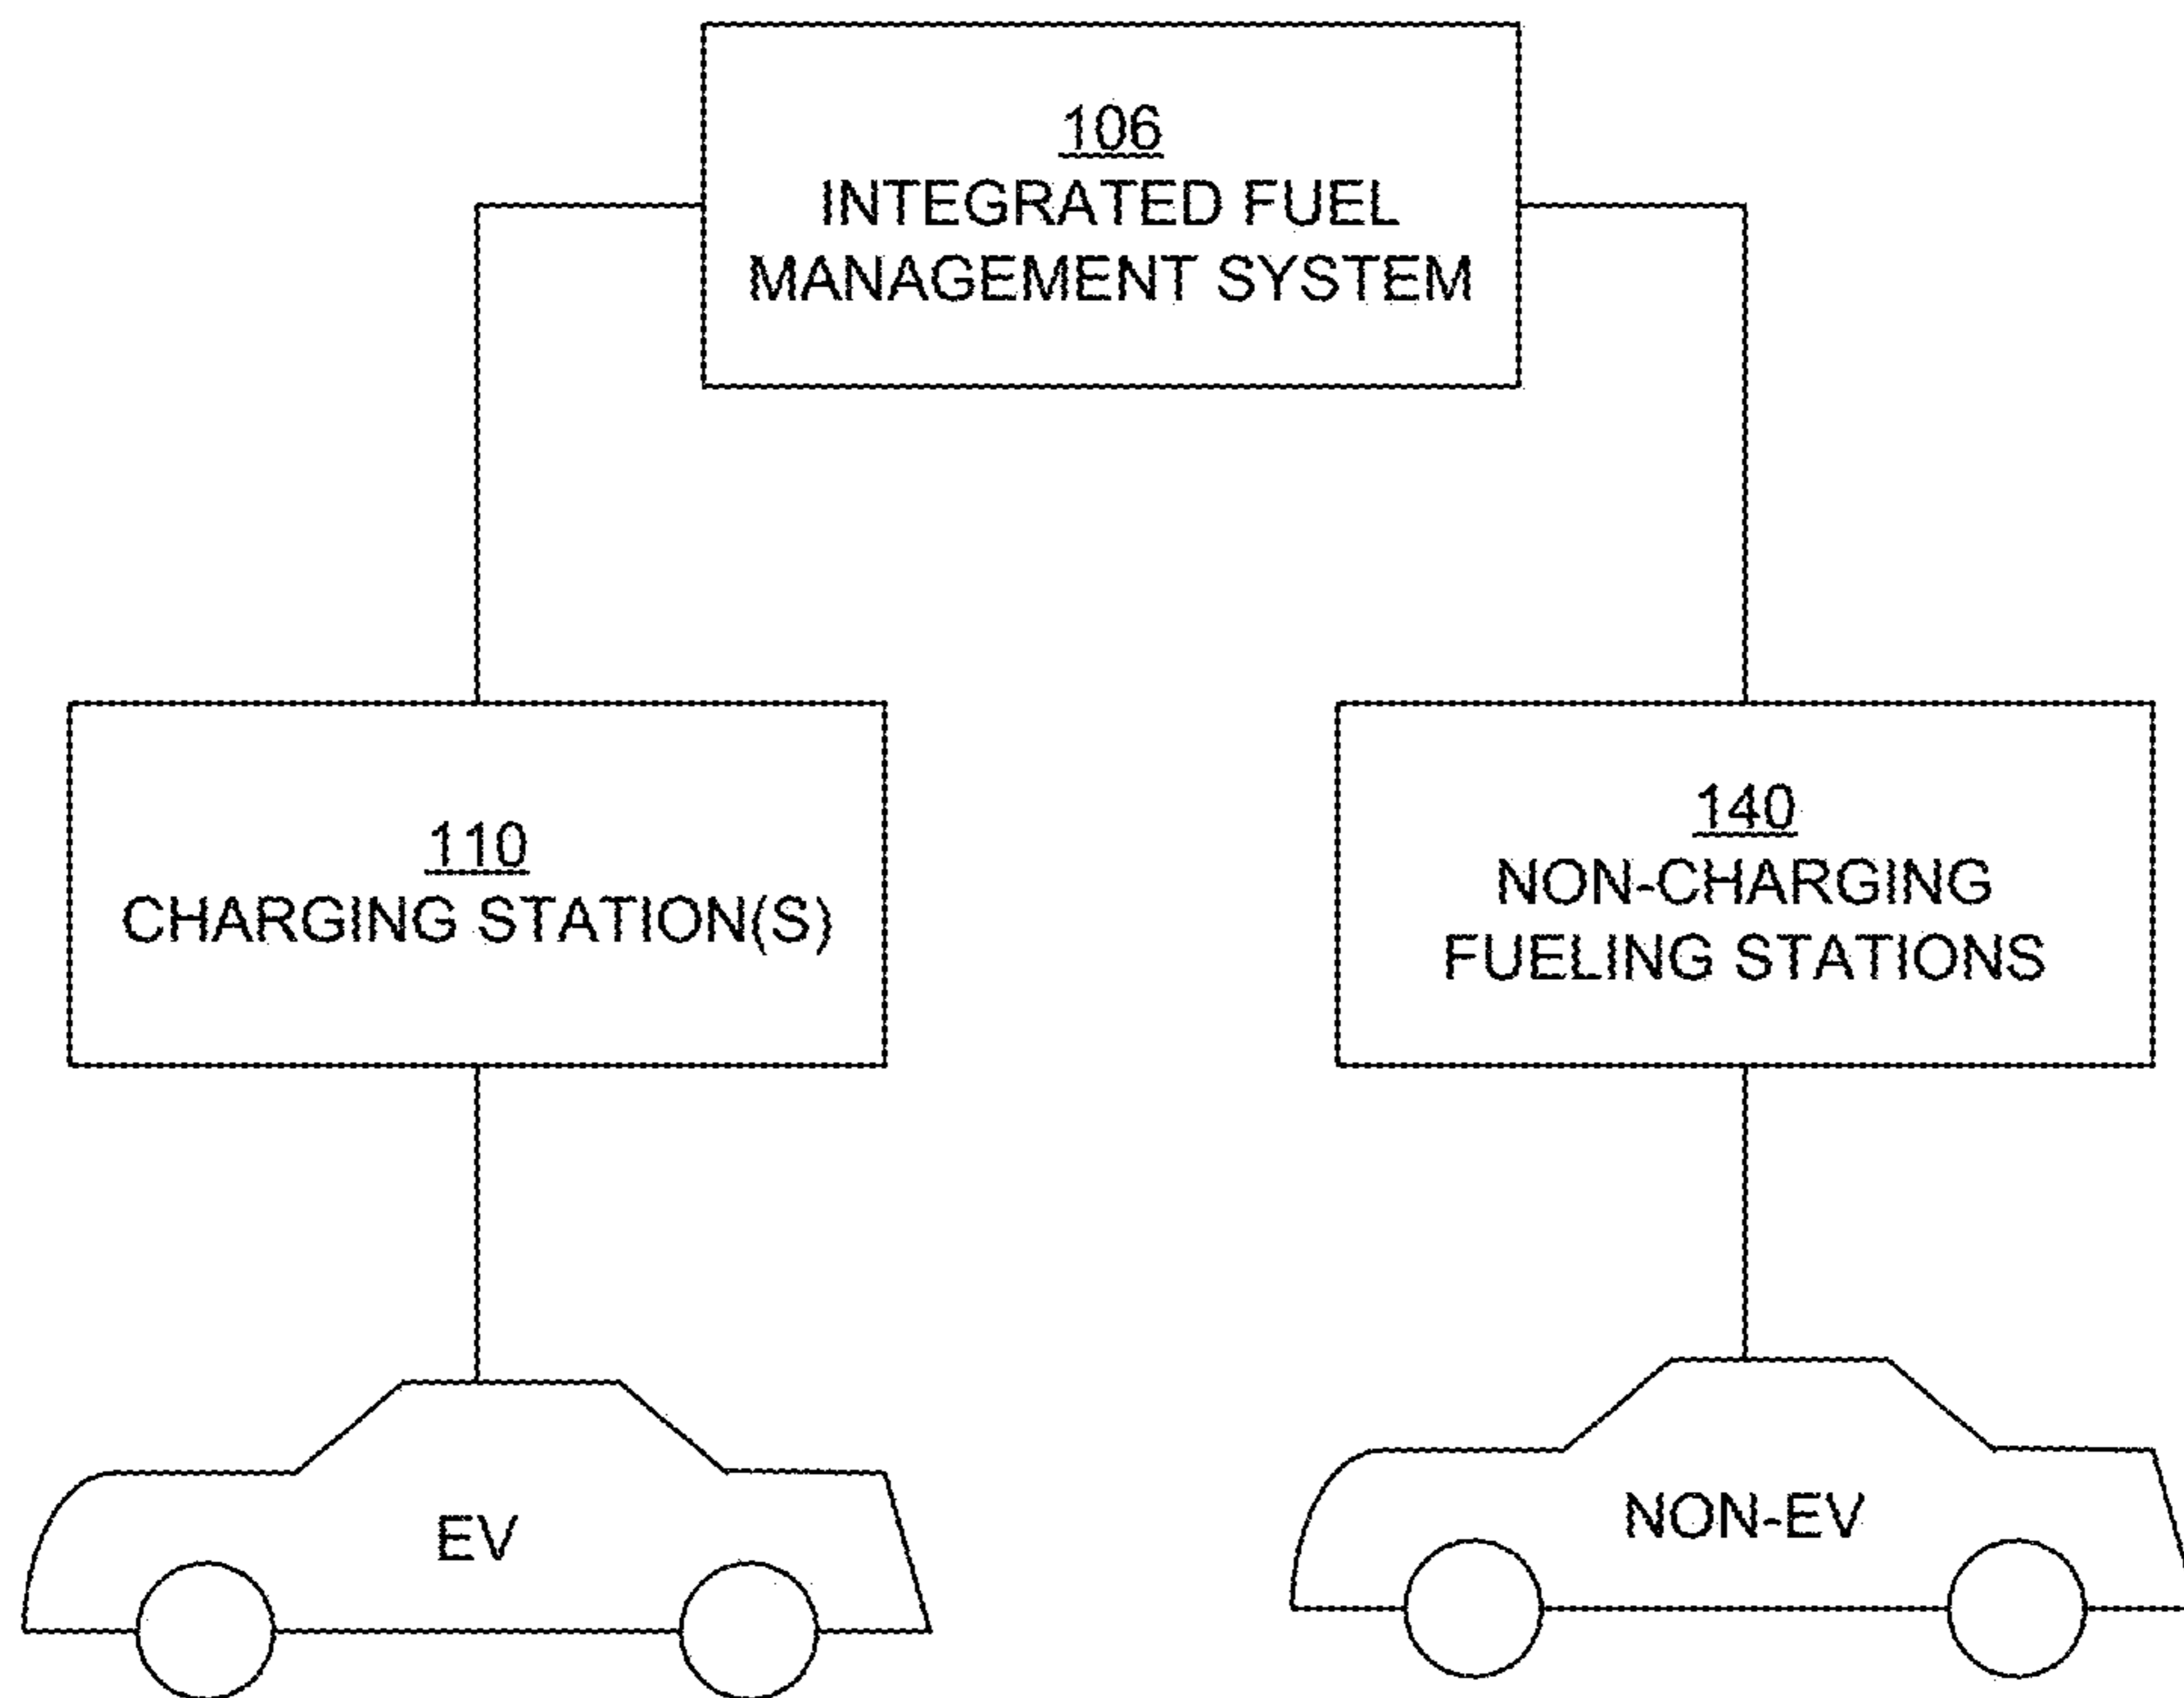 106
INTEGRATED FUEL
MANAGEMENT SYSTEM
110
CHARGING STATION(S)
140
NON-CHARGING
FUELING STATIONS
EV
NON-EV